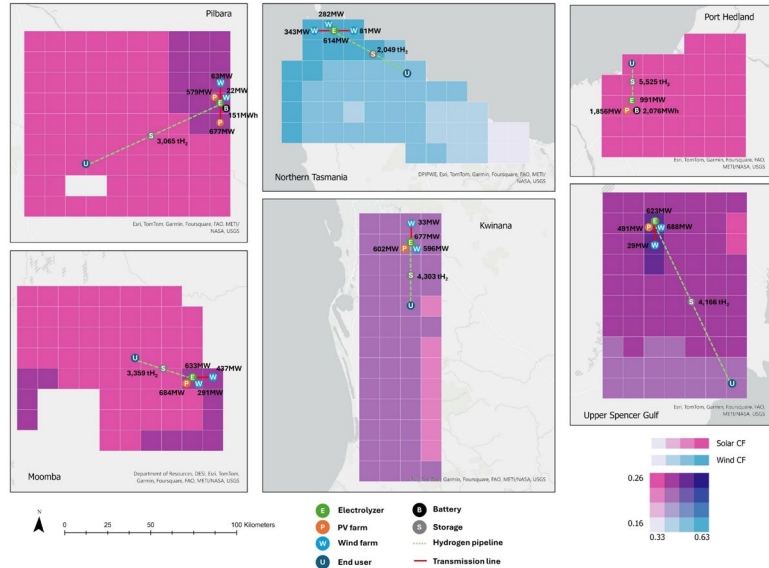 Pilbara
63MW
W
579MW
22MW
P
W
E
B
151MWh
P
677MW
S
3,065 tH₂
U
Esri, TomTom, Garmin, Foursquare, FAO, METI/
NASA, USGS
282MW
W
343MW
W
E
W
81MW
614MW
2,049 tH₂
S
U
DPIPWE, Esri, TomTom, Garmin, Foursquare, FAO, METI/
NASA, USGS
Northern Tasmania
Port Hedland
U
S
5,525 tH₂
E
991MW
1,856MW
P
B
2,076MWh
Esri, TomTom, Garmin, Foursquare, FAO,
METI/NASA, USGS
Kwinana
W
33MW
677MW
E
602MW
P
W
596MW
S
4,303 tH₂
U
Esri, TomTom, Garmin, Foursquare, FAO, METI/NASA, USGS
623MW
E
491MW
P
W
688MW
29MW
W
S
4,166 tH₂
U
Esri, TomTom, Garmin, Foursquare, FAO,
METI/NASA, USGS
Upper Spencer Gulf
U
S
3,359 tH₂
633MW
437MW
E
W
P
W
684MW
291MW
Department of Resources, DESI, Esri, TomTom,
Garmin, Foursquare, FAO, METI/NASA, USGS
Moomba
N
0 25 50 100 Kilometers
E Electrolyzer
P PV farm
W Wind farm
U End user
B Battery
S Storage
Hydrogen pipeline
Transmission line
Solar CF
Wind CF
0.26
0.16
0.33
0.63